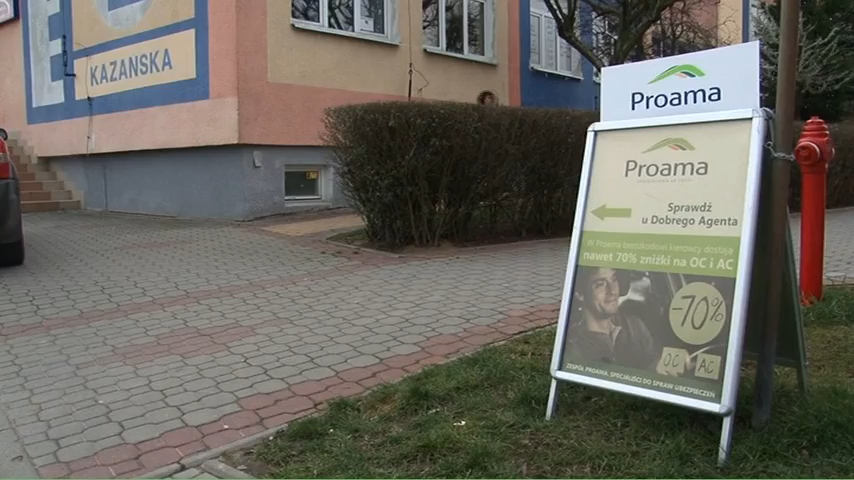 KAZANSKA
Proama
Proama
Sprawdź
u Dobrego Agenta
W Proama bezszkodowi kierowcy dostają
nawet 70% zniżki na OC i AC
-70%
OC
AC
ZESPÓŁ PROAMA. SPECJALIŚCI DO SPRAW UBEZPIECZEŃ